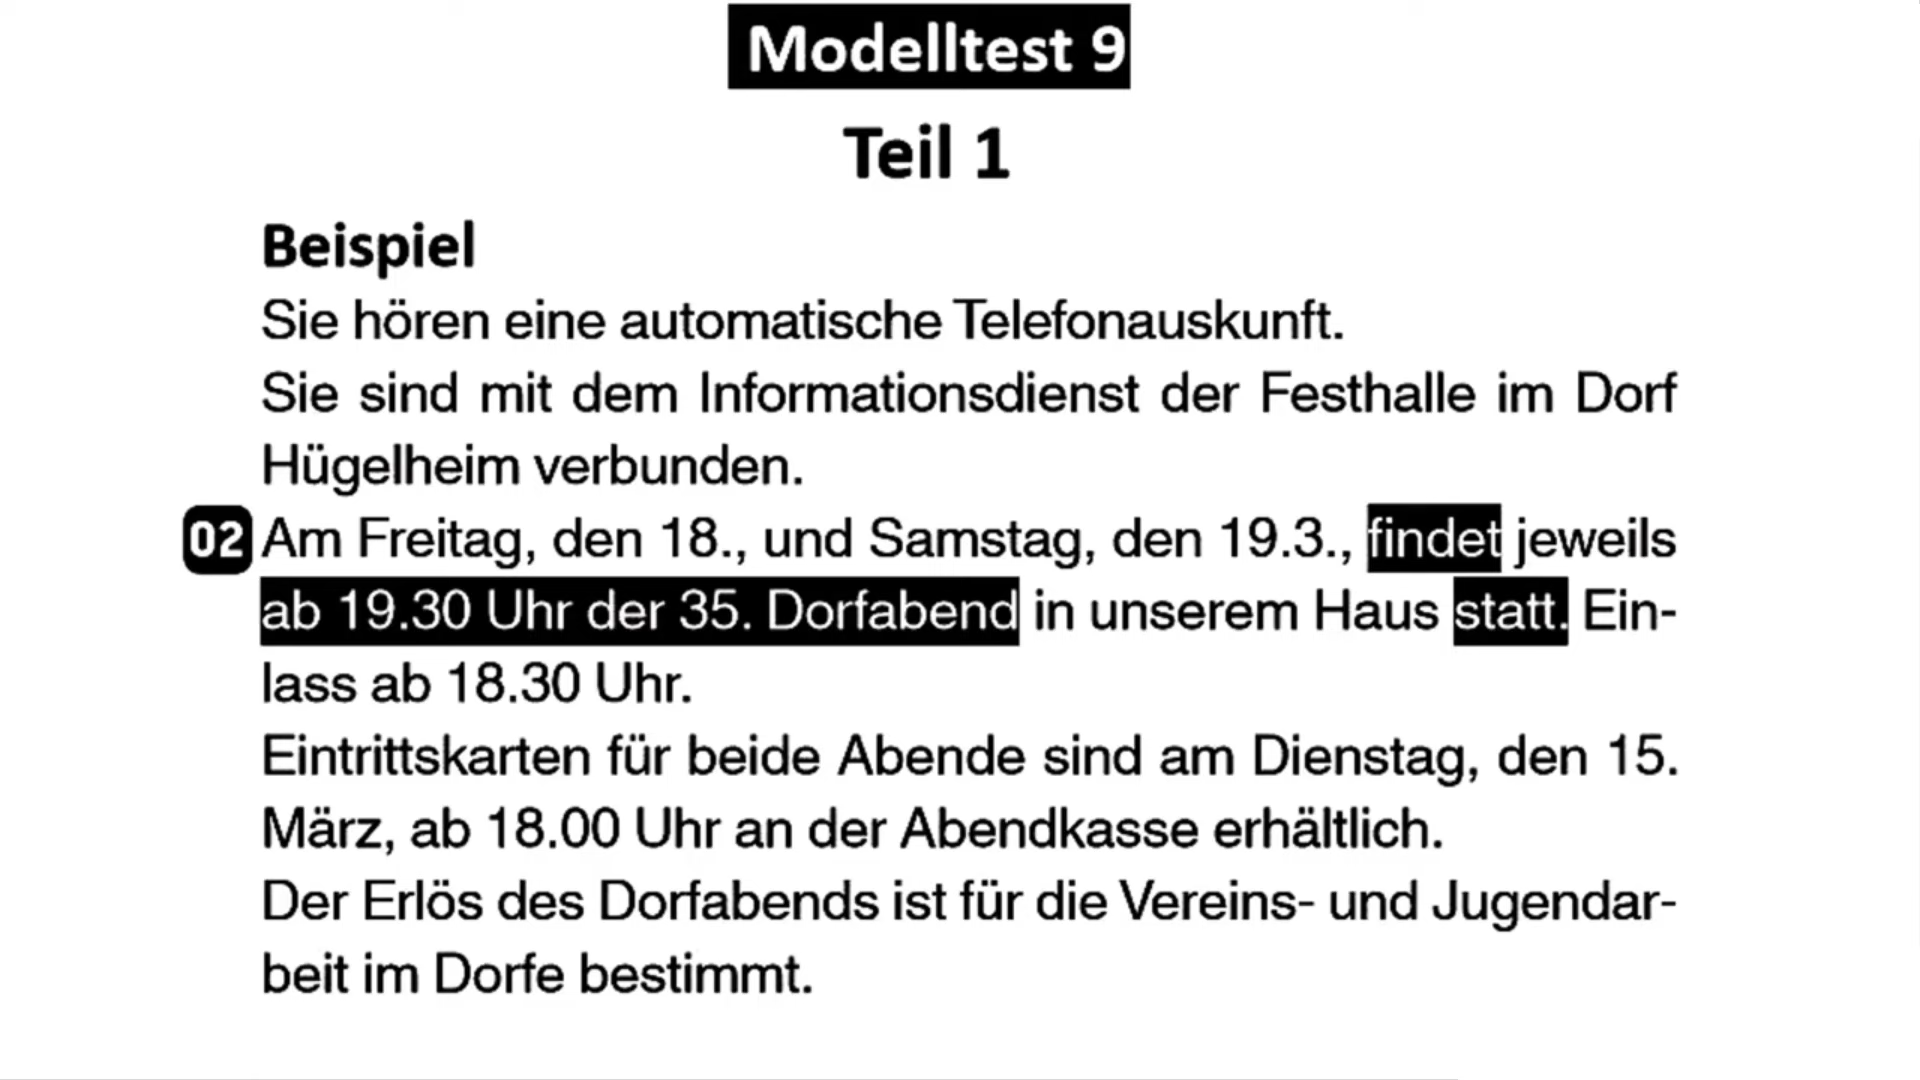 Modelltest 9
Teil 1
Beispiel
Sie hören eine automatische Telefonauskunft.
Sie sind mit dem Informationsdienst der Festhalle im Dorf
Hügelheim verbunden.
02 Am Freitag, den 18., und Samstag, den 19.3., findet jeweils
ab 19.30 Uhr der 35. Dorfabend in unserem Haus statt. Ein-
lass ab 18.30 Uhr.
Eintrittskarten für beide Abende sind am Dienstag, den 15.
März, ab 18.00 Uhr an der Abendkasse erhältlich.
Der Erlös des Dorfabends ist für die Vereins- und Jugendar-
beit im Dorfe bestimmt.